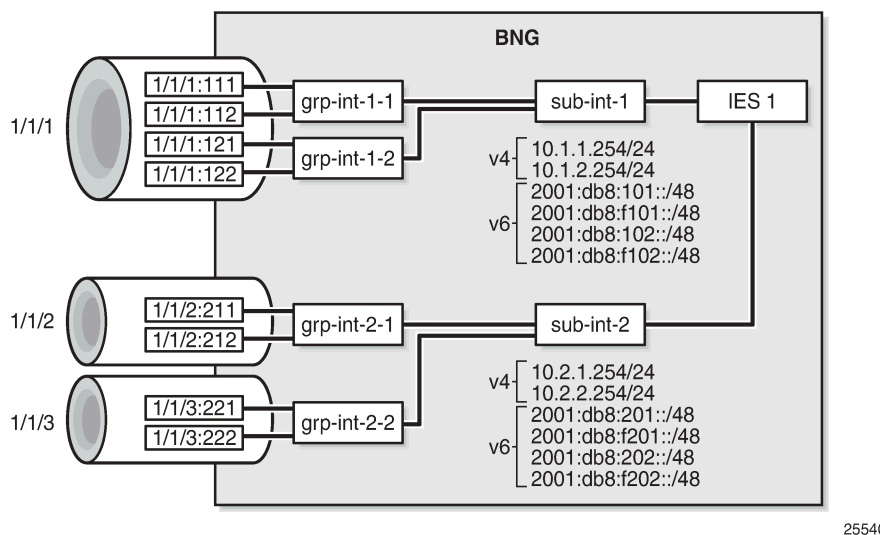 BNG
1/1/1
1/1/1:111
1/1/1:112
1/1/1:121
1/1/1:122
grp-int-1-1
grp-int-1-2
sub-int-1
IES 1
v4
10.1.1.254/24
10.1.2.254/24
v6
2001:db8:101::/48
2001:db8:f101::/48
2001:db8:102::/48
2001:db8:f102::/48
1/1/2
1/1/2:211
1/1/2:212
grp-int-2-1
sub-int-2
1/1/3
1/1/3:221
1/1/3:222
grp-int-2-2
v4
10.2.1.254/24
10.2.2.254/24
v6
2001:db8:201::/48
2001:db8:f201::/48
2001:db8:202::/48
2001:db8:f202::/48
25540